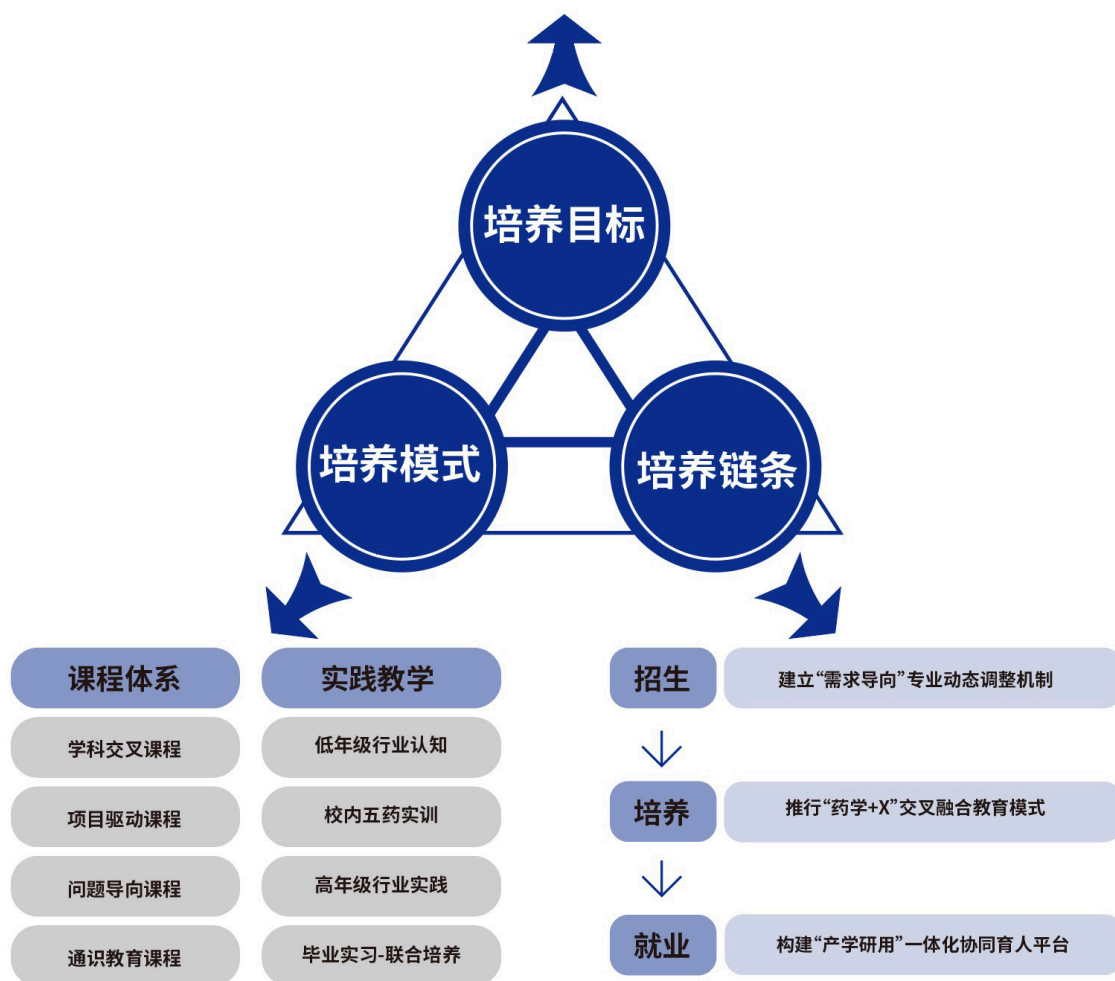 培养目标
培养模式
培养链条
课程体系
学科交叉课程
项目驱动课程
问题导向课程
通识教育课程
实践教学
低年级行业认知
校内五药实训
高年级行业实践
毕业实习-联合培养
招生
建立“需求导向”专业动态调整机制
培养
推行“药学+X”交叉融合教育模式
就业
构建“产学研用”一体化协同育人平台